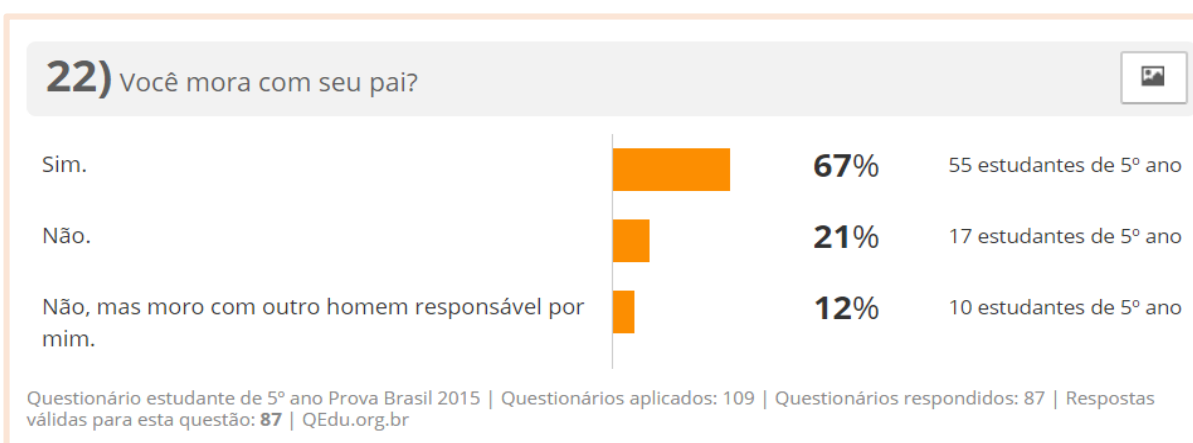 22) Você mora com seu pai?
Sim. 67% 55 estudantes de 5º ano
Não. 21% 17 estudantes de 5º ano
Não, mas moro com outro homem responsável por 12% 10 estudantes de 5º ano
mim.
Questionário estudante de 5º ano Prova Brasil 2015 | Questionários aplicados: 109 | Questionários respondidos: 87 | Respostas
válidas para esta questão: 87 | QEdu.org.br